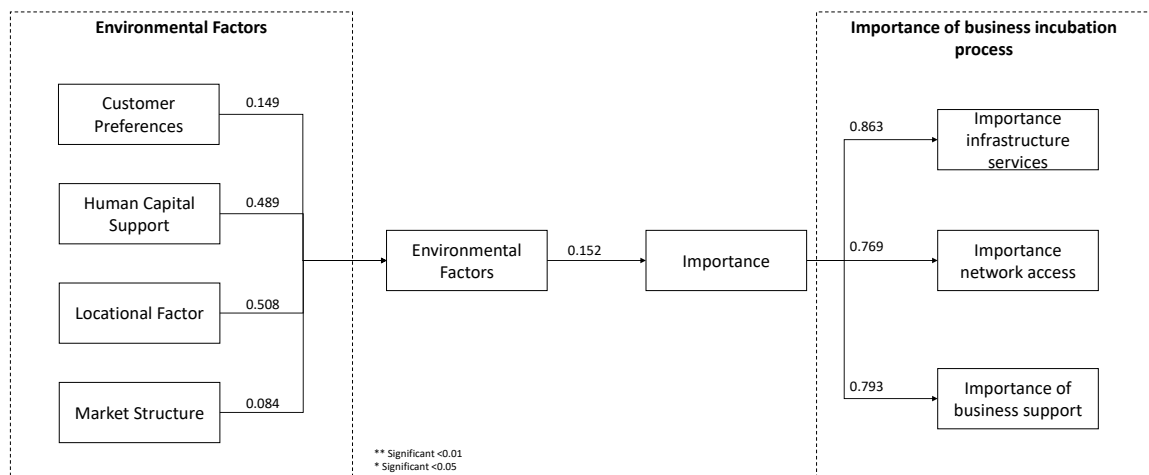 Environmental Factors
Importance of business incubation
process
Customer
Preferences
0.149
Human Capital
Support
0.489
Locational Factor
0.508
Market Structure
0.084
Environmental
Factors
0.152
Importance
0.863
Importance
infrastructure
services
0.769
Importance
network access
0.793
Importance of
business support
** Significant <0.01
* Significant <0.05